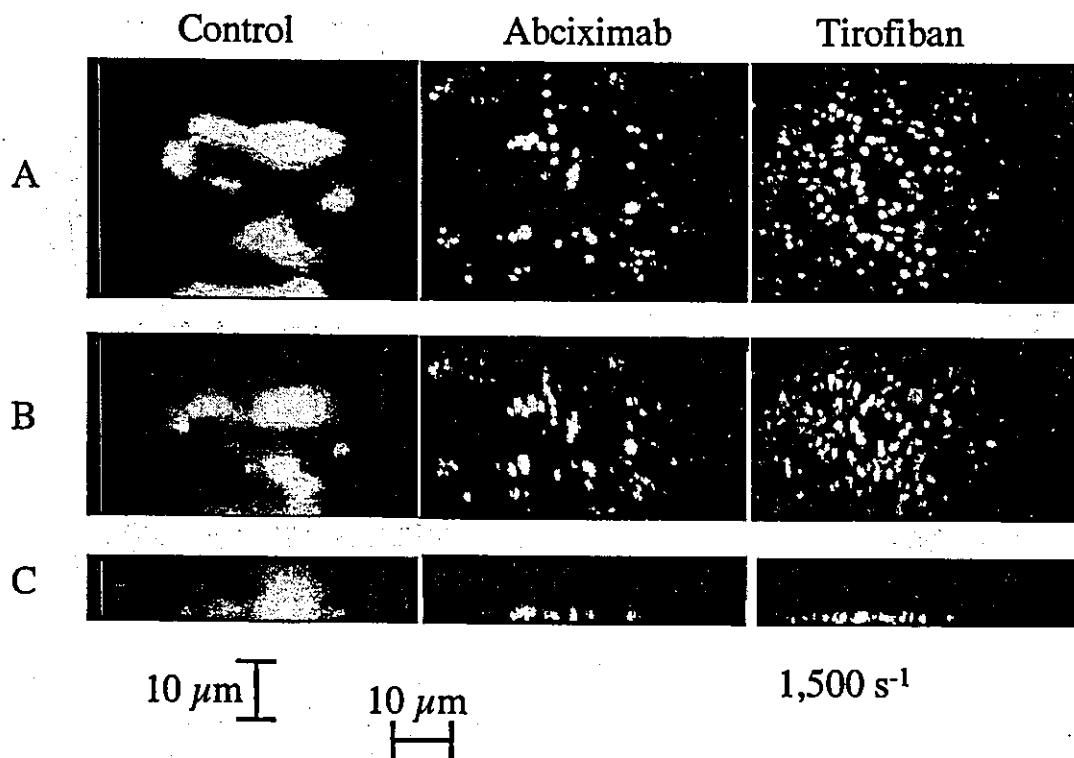 Control Abciximab Tirofiban
A
B
C
10 µm
10 µm
1,500 s⁻¹